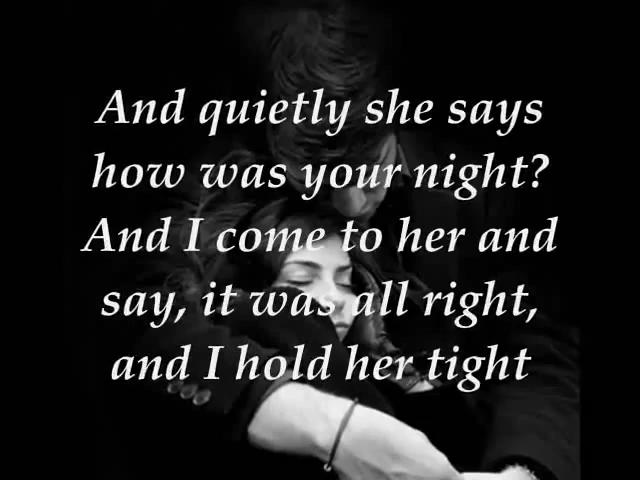 And quietly she says
how was your night?
And I come to her and
say, it was all right,
and I hold her tight